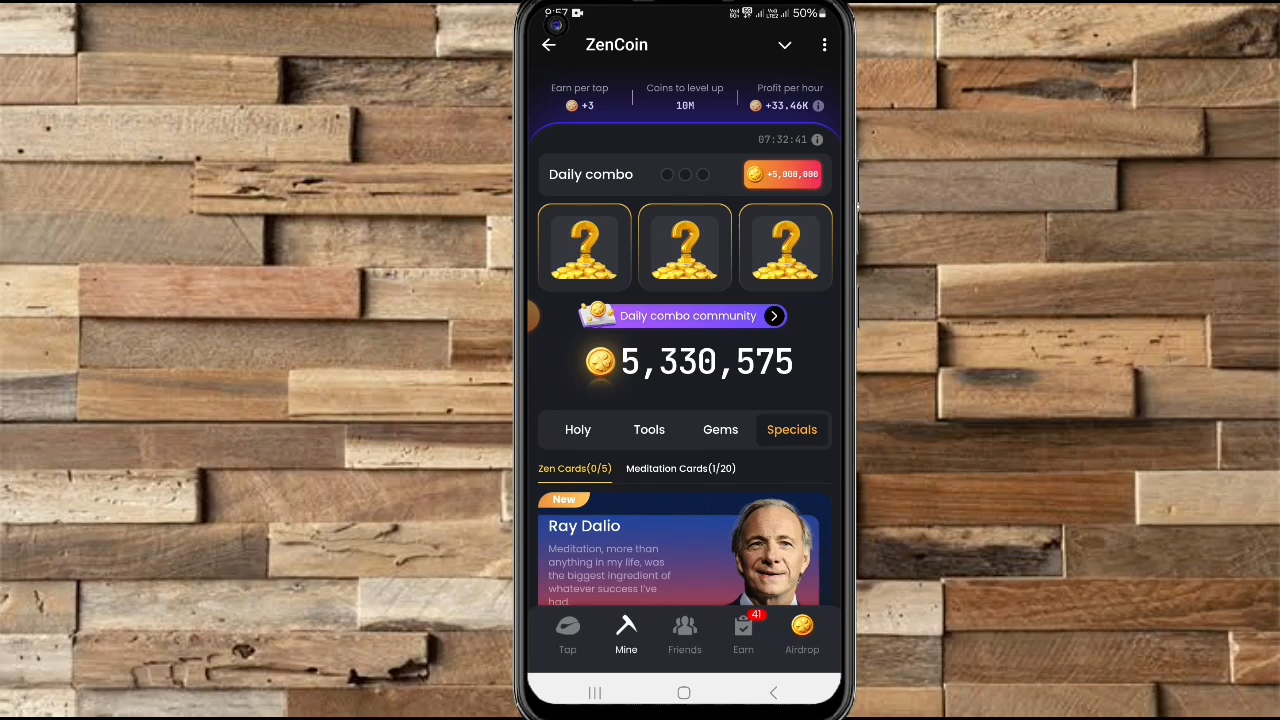 9:57
50%
ZenCoin
Earn per tap
Coins to level up
Profit per hour
+3
10M
+33,46K
07:32:41
Daily combo
+5,000,000
Daily combo community
5,330,575
Holy
Tools
Gems
Specials
Zen Cards(0/5)
Meditation Cards(1/20)
New
Ray Dalio
Meditation, more than
anything in my life, was
the biggest ingredient of
whatever success I've
had.
41
Tap
Mine
Friends
Earn
Airdrop